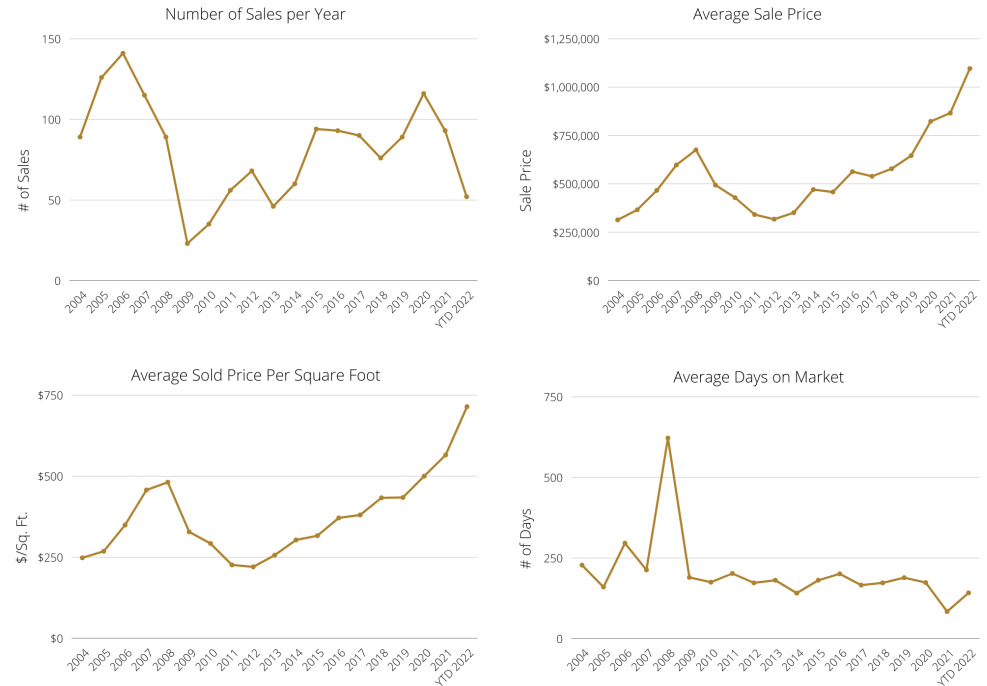 Number of Sales per Year
150
100
50
0
# of Sales
2004 2005 2006 2007 2008 2009 2010 2011 2012 2013 2014 2015 2016 2017 2018 2019 2020 2021 YTD 2022
Average Sale Price
$1,250,000
$1,000,000
$750,000
$500,000
$250,000
$0
Sale Price
2004 2005 2006 2007 2008 2009 2010 2011 2012 2013 2014 2015 2016 2017 2018 2019 2020 2021 YTD 2022
Average Sold Price Per Square Foot
$750
$500
$250
$0
$/Sq. Ft.
2004 2005 2006 2007 2008 2009 2010 2011 2012 2013 2014 2015 2016 2017 2018 2019 2020 2021 YTD 2022
Average Days on Market
750
500
250
0
# of Days
2004 2005 2006 2007 2008 2009 2010 2011 2012 2013 2014 2015 2016 2017 2018 2019 2020 2021 YTD 2022